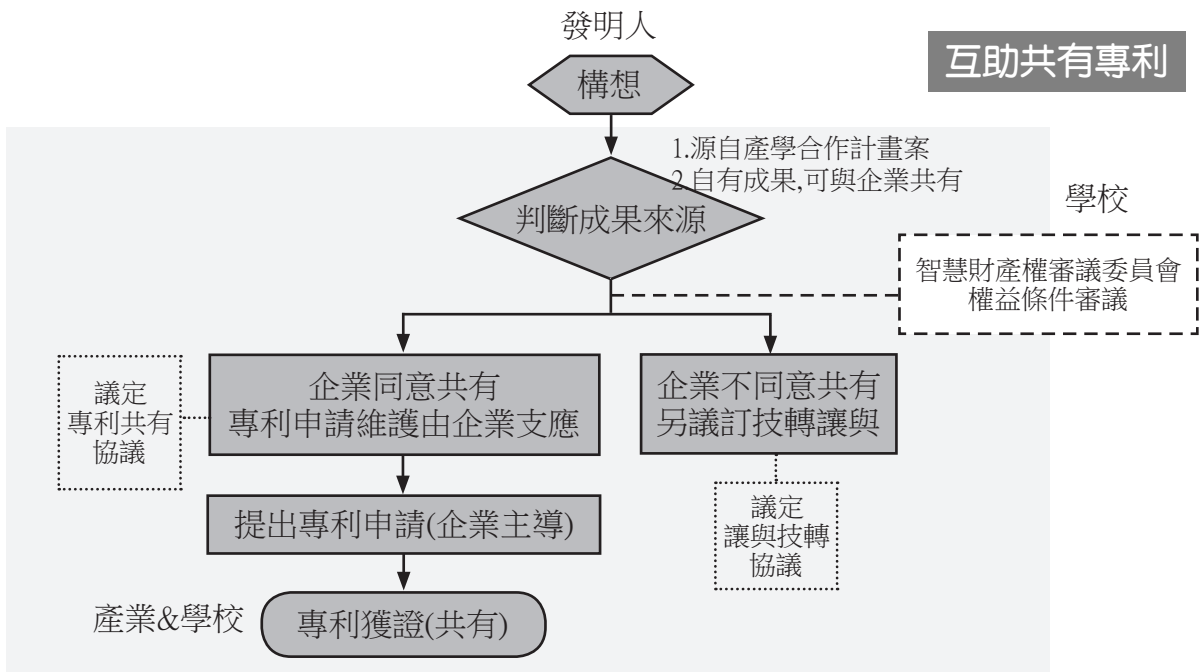 發明人
互助共有專利
構想
1.源自產學合作計畫案
2.自有成果,可與企業共有
判斷成果來源
學校
智慧財產權審議委員會
權益條件審議
議定
專利共有
協議
企業同意共有
專利申請維護由企業支應
企業不同意共有
另議訂技轉讓與
提出專利申請(企業主導)
議定
讓與技轉
協議
產業&學校
專利獲證(共有)